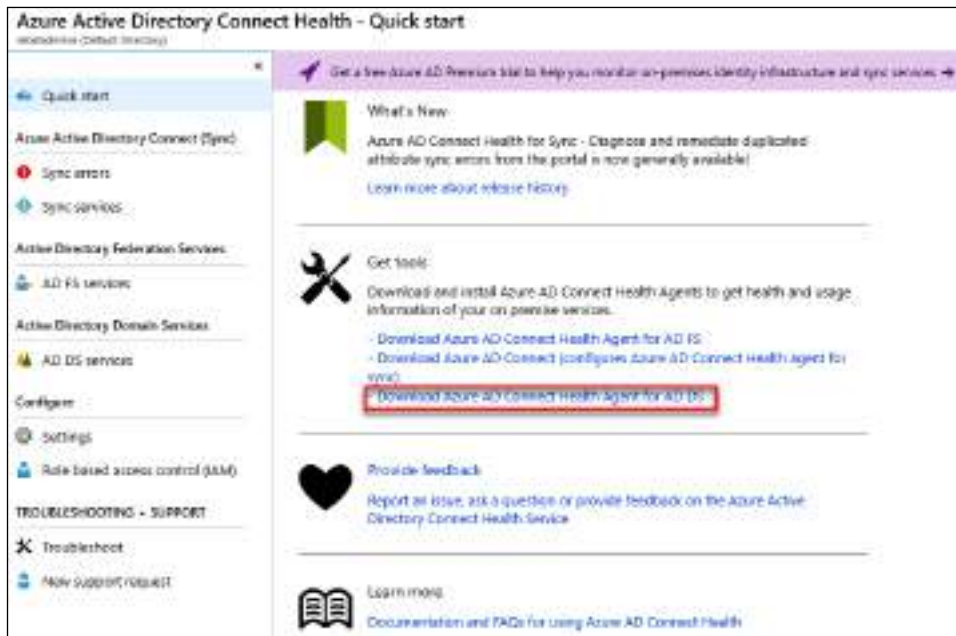 Azure Active Directory Connect Health - Quick start
(Default Directory)
«
Quick start
Azure Active Directory Connect (Sync)
Sync errors
Sync services
Active Directory Federation Services
AD FS services
Active Directory Domain Services
AD DS services
Configure
Settings
Role based access control (IAM)
TROUBLESHOOTING + SUPPORT
Troubleshoot
New support request
Get a free Azure AD Premium trial to help you monitor on-premises identity infrastructure and sync services →
What's New
Azure AD Connect Health for Sync - Diagnose and remediate duplicated
attribute sync errors from the portal is now generally available!
Learn more about release history
Get tools
Download and install Azure AD Connect Health Agents to get health and usage
information of your on premise services.
- Download Azure AD Connect Health Agent for AD FS
- Download Azure AD Connect (configures Azure AD Connect Health agent for
sync)
- Download Azure AD Connect Health Agent for AD DS
Provide feedback
Report an issue, ask a question or provide feedback on the Azure Active
Directory Connect Health Service
Learn more
Documentation and FAQs for using Azure AD Connect Health